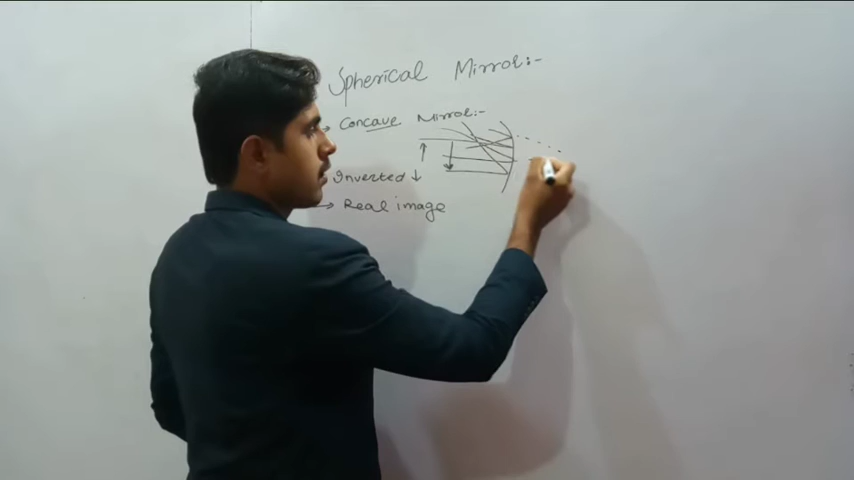 Spherical Mirror:-
→ Concave Mirror:-
Inverted ↓
→ Real image